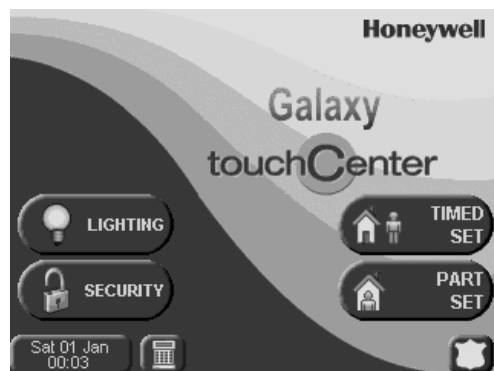 Honeywell
Galaxy
touchCenter
LIGHTING
TIMED
SET
SECURITY
PART
SET
Sat 01 Jan
00:03